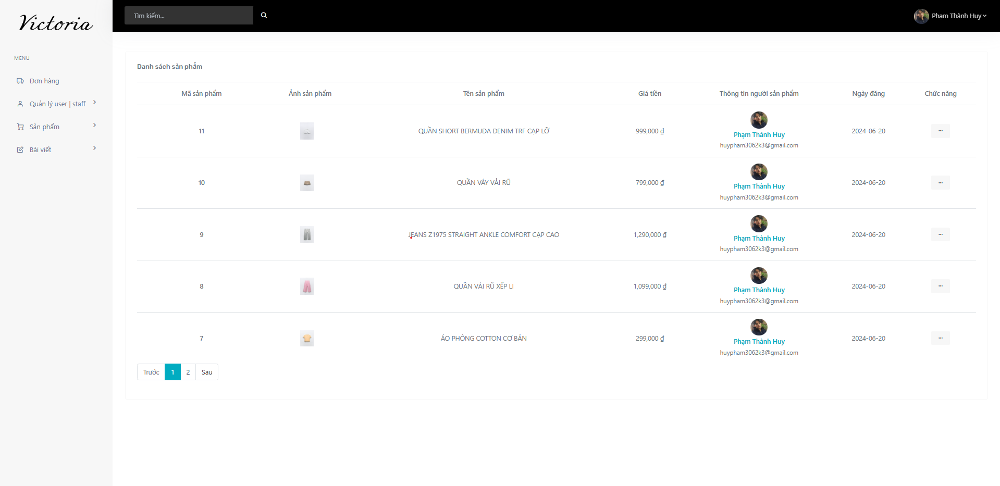 Victoria
Tìm kiếm...
Phạm Thành Huy
MENU
Đơn hàng
Quản lý user | staff
Sản phẩm
Bài viết
Danh sách sản phẩm
Mã sản phẩm Ảnh sản phẩm Tên sản phẩm Giá tiền Thông tin người sản phẩm Ngày đăng Chức năng
11 QUẦN SHORT BERMUDA DENIM TRF CẠP LỠ 999,000 ₫ Phạm Thành Huy 2024-06-20 ...
huypham3062k3@gmail.com
10 QUẦN VÁY VẢI RŨ 799,000 ₫ Phạm Thành Huy 2024-06-20 ...
huypham3062k3@gmail.com
9 JEANS Z1975 STRAIGHT ANKLE COMFORT CẠP CAO 1,290,000 ₫ Phạm Thành Huy 2024-06-20 ...
huypham3062k3@gmail.com
8 QUẦN VẢI RŨ XẾP LI 1,099,000 ₫ Phạm Thành Huy 2024-06-20 ...
huypham3062k3@gmail.com
7 ÁO PHÔNG COTTON CƠ BẢN 299,000 ₫ Phạm Thành Huy 2024-06-20 ...
huypham3062k3@gmail.com
Trước 1 2 Sau